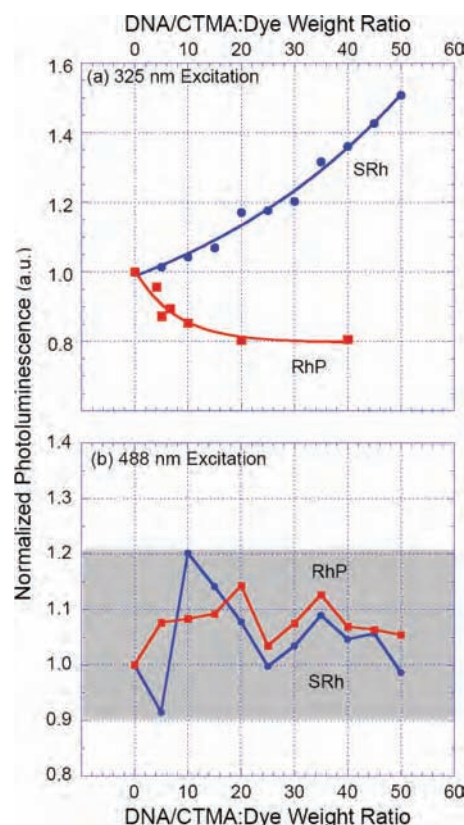 DNA/CTMA:Dye Weight Ratio
0 10 20 30 40 50 60
1.6
(a) 325 nm Excitation
1.4
SRh
1.2
1.0
0.8
RhP
Normalized Photoluminescence (a.u.)
1.4
(b) 488 nm Excitation
1.3
1.2
RhP
1.1
1.0
SRh
0.9
0.8
0 10 20 30 40 50 60
DNA/CTMA:Dye Weight Ratio